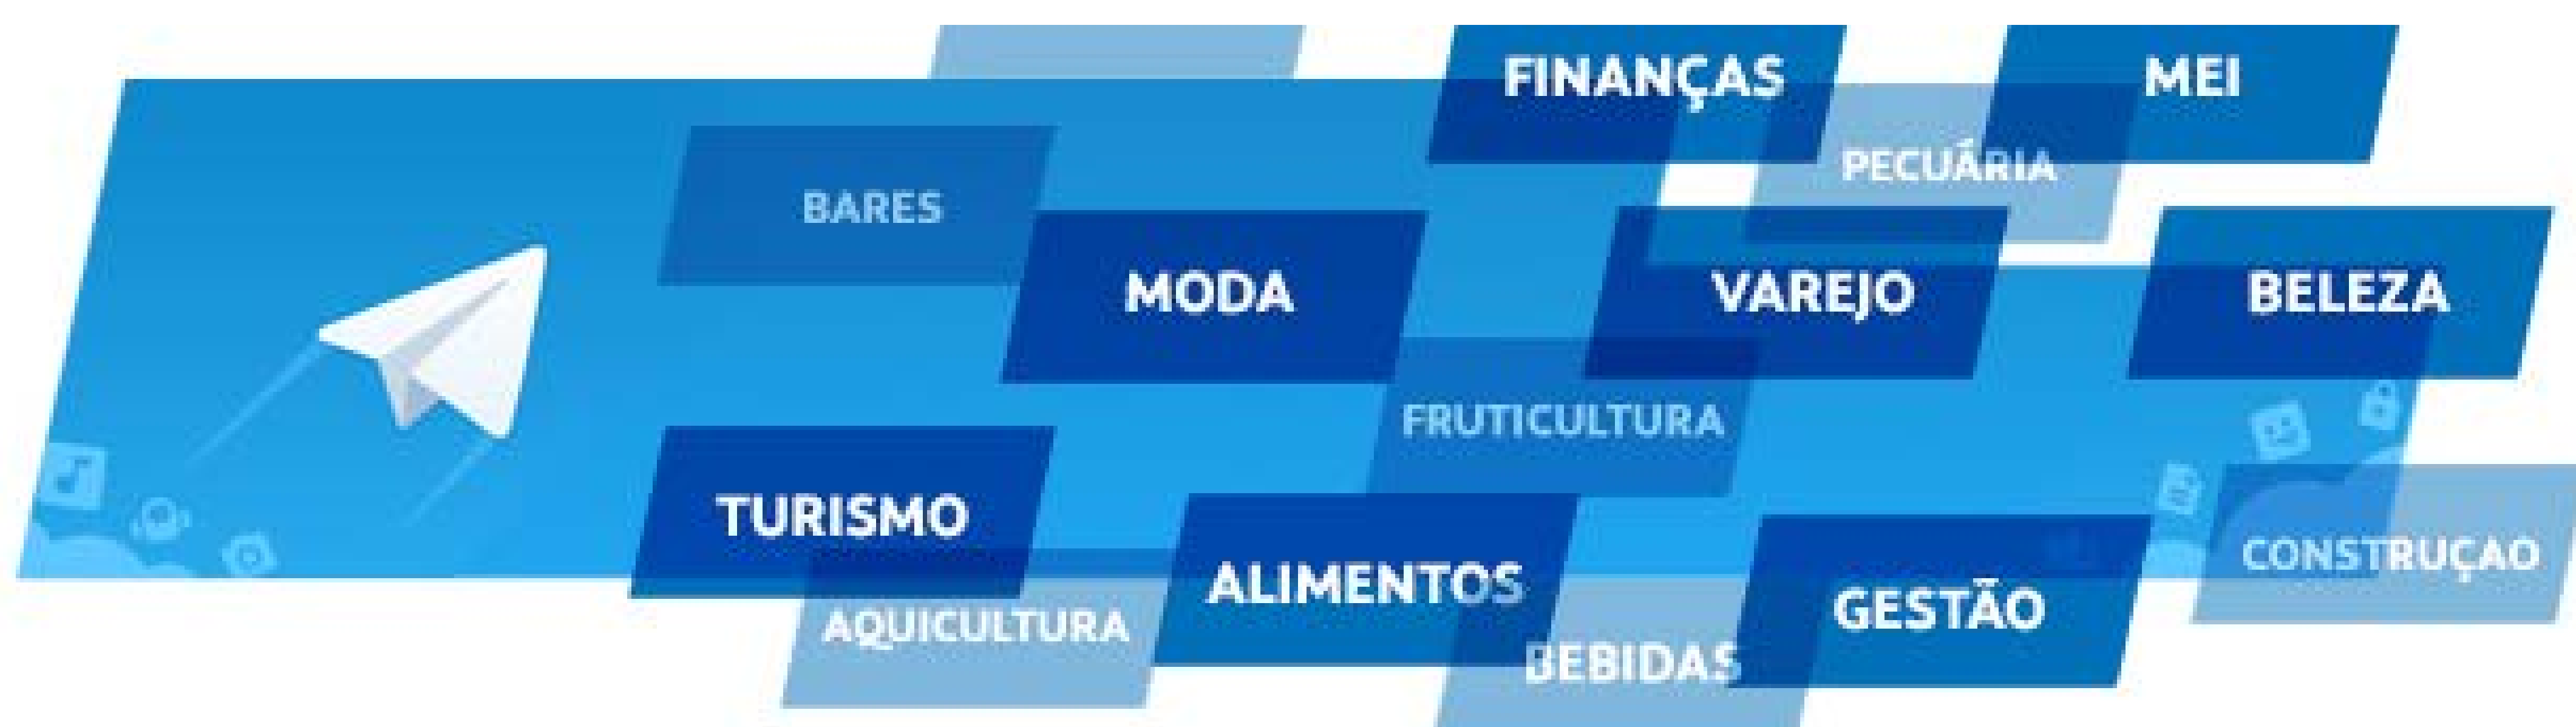 FINANÇAS
MEI
PECUÁRIA
BARES
MODA
VAREJO
BELEZA
FRUTICULTURA
TURISMO
ALIMENTOS
CONSTRUÇAO
GESTÃO
AQUICULTURA
BEBIDAS